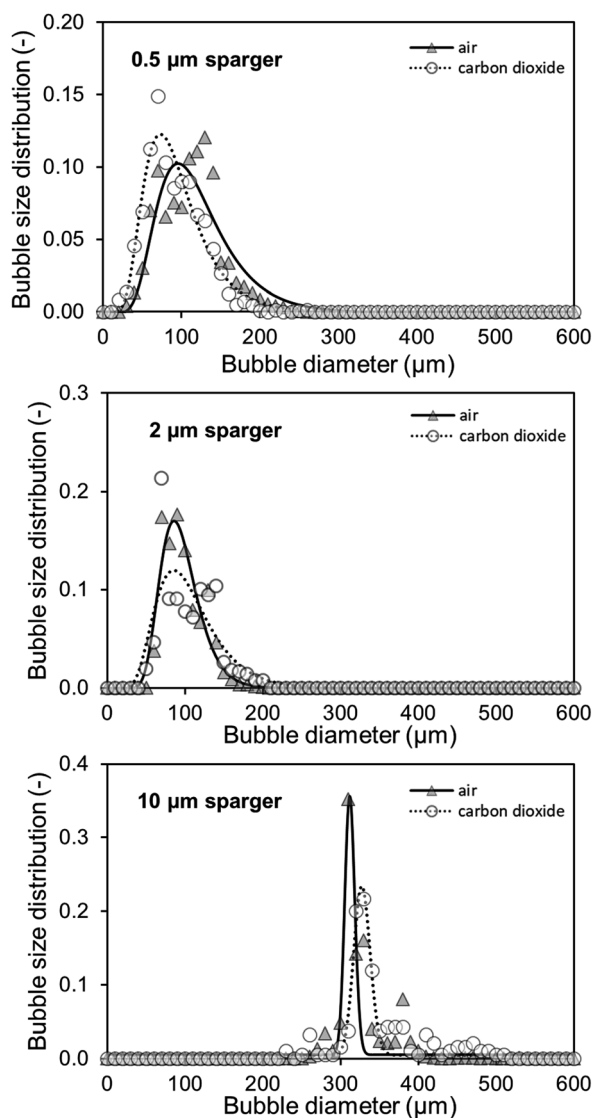 0.20
0.5 µm sparger
air
carbon dioxide
0.15
0.10
0.05
0.00
Bubble size distribution (-)
0 100 200 300 400 500 600
Bubble diameter (µm)
0.3
2 µm sparger
air
carbon dioxide
0.2
0.1
0.0
Bubble size distribution (-)
0 100 200 300 400 500 600
Bubble diameter (µm)
0.4
10 µm sparger
air
carbon dioxide
0.3
0.2
0.1
0.0
Bubble size distribution (-)
0 100 200 300 400 500 600
Bubble diameter (µm)